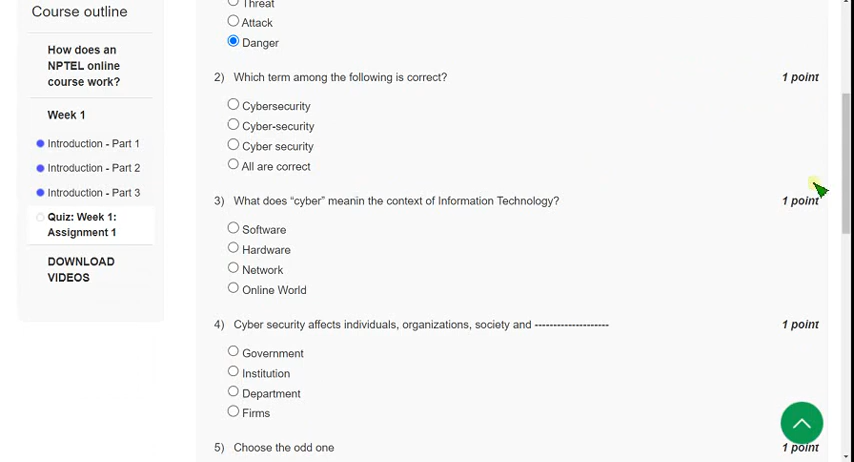 Course outline
How does an
NPTEL online
course work?
Week 1
Introduction - Part 1
Introduction - Part 2
Introduction - Part 3
Quiz: Week 1:
Assignment 1
DOWNLOAD
VIDEOS
Threat
Attack
Danger
2) Which term among the following is correct? 1 point
Cybersecurity
Cyber-security
Cyber security
All are correct
3) What does “cyber” meanin the context of Information Technology? 1 point
Software
Hardware
Network
Online World
4) Cyber security affects individuals, organizations, society and -------------------- 1 point
Government
Institution
Department
Firms
5) Choose the odd one 1 point